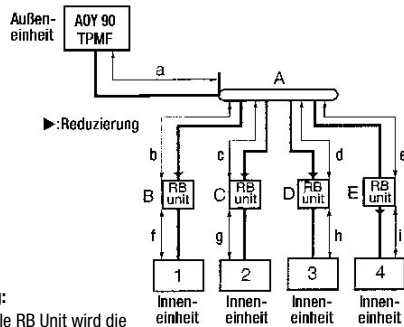 Außen-
einheit
AOY 90
TPMF
a
A
▶:Reduzierung
b
c
d
e
B
RB
unit
C
RB
unit
D
RB
unit
E
RB
unit
f
g
h
i
1
2
3
4
g:
le RB Unit wird die
Innen-
einheit
Innen-
einheit
Innen-
einheit
Innen-
einheit